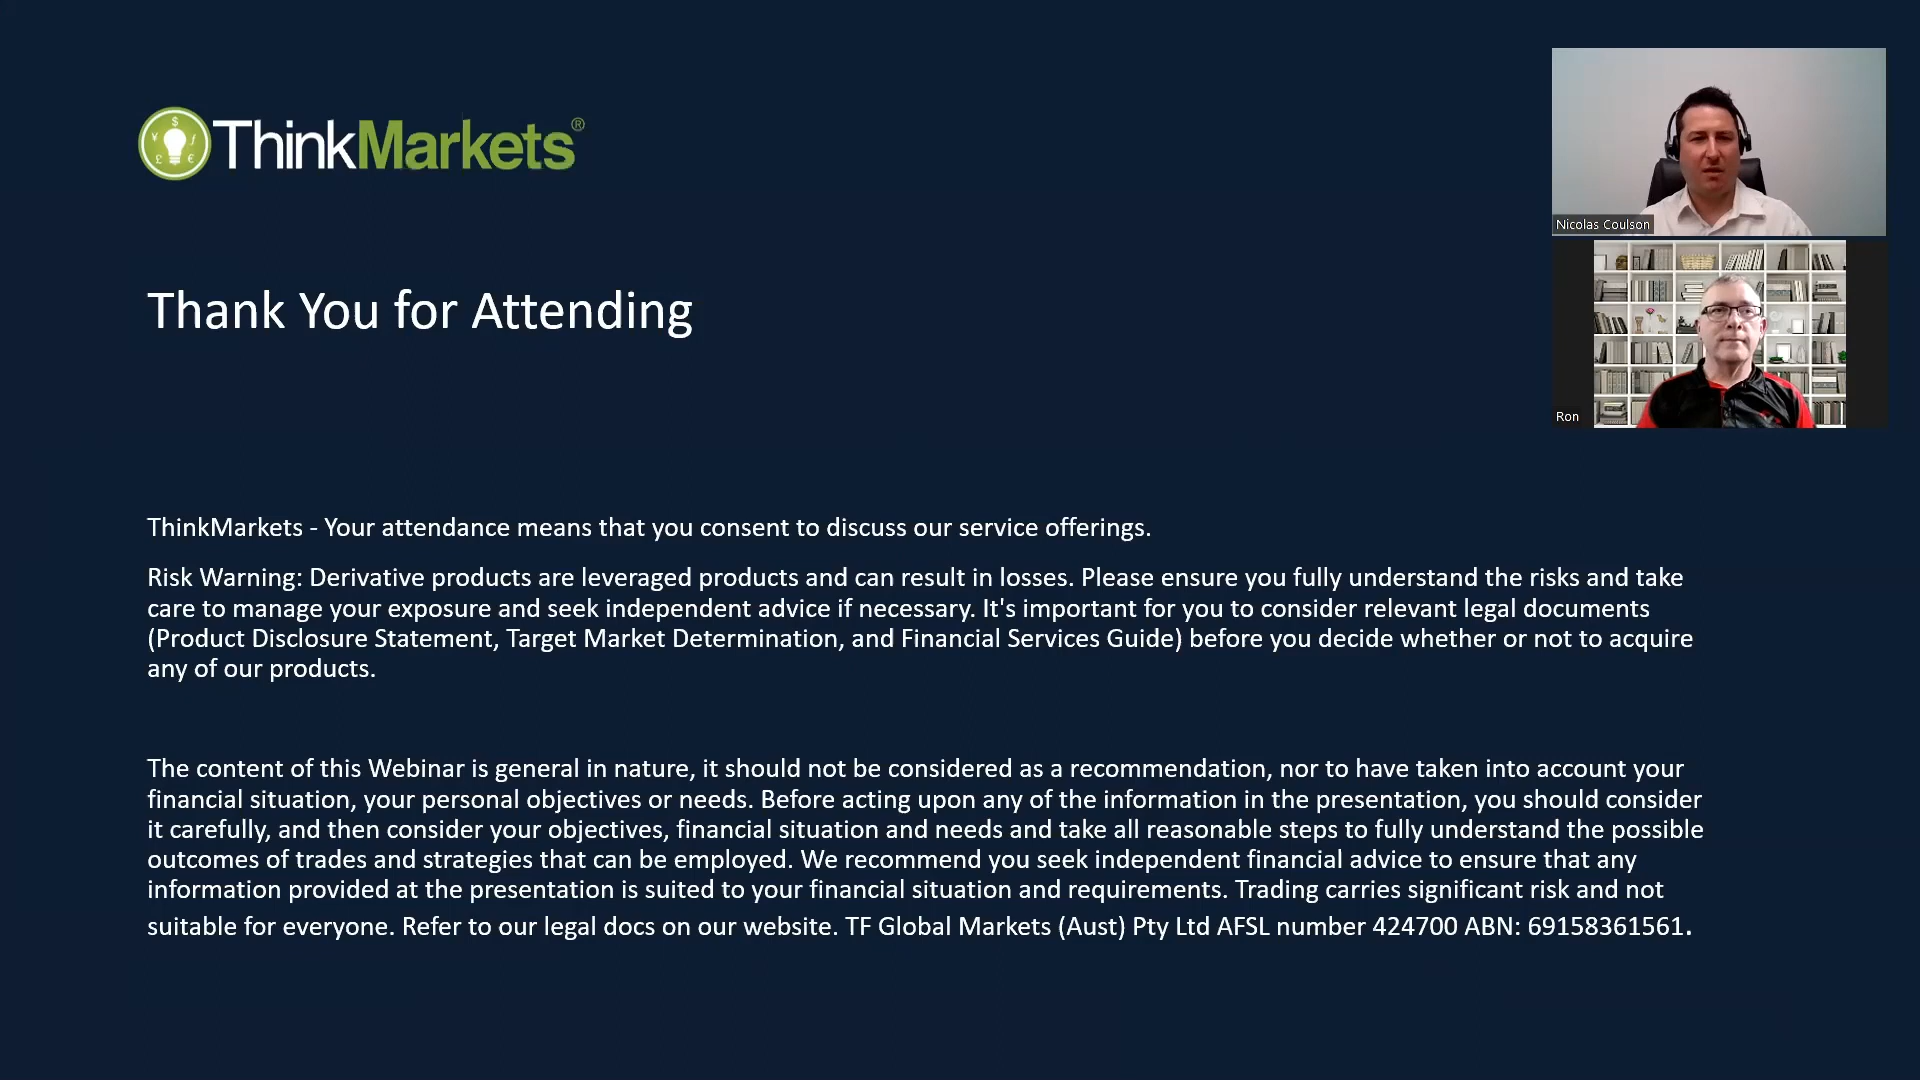 ThinkMarkets®
Nicolas Coulson
Thank You for Attending
Ron
ThinkMarkets - Your attendance means that you consent to discuss our service offerings.
Risk Warning: Derivative products are leveraged products and can result in losses. Please ensure you fully understand the risks and take
care to manage your exposure and seek independent advice if necessary. It's important for you to consider relevant legal documents
(Product Disclosure Statement, Target Market Determination, and Financial Services Guide) before you decide whether or not to acquire
any of our products.
The content of this Webinar is general in nature, it should not be considered as a recommendation, nor to have taken into account your
financial situation, your personal objectives or needs. Before acting upon any of the information in the presentation, you should consider
it carefully, and then consider your objectives, financial situation and needs and take all reasonable steps to fully understand the possible
outcomes of trades and strategies that can be employed. We recommend you seek independent financial advice to ensure that any
information provided at the presentation is suited to your financial situation and requirements. Trading carries significant risk and not
suitable for everyone. Refer to our legal docs on our website. TF Global Markets (Aust) Pty Ltd AFSL number 424700 ABN: 69158361561.